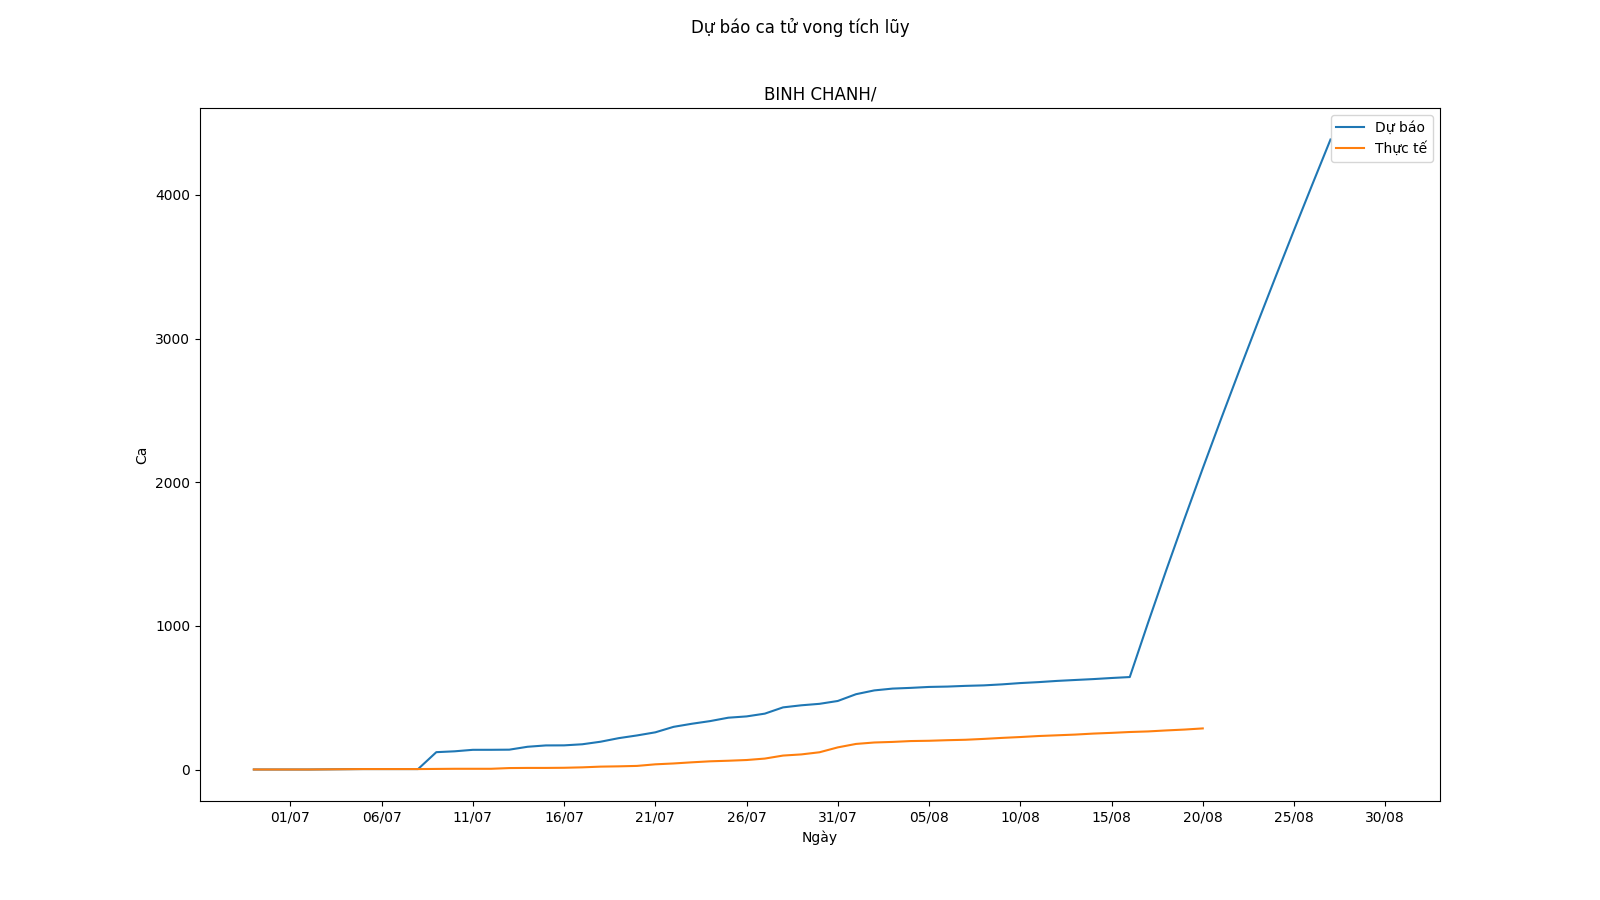 Dự báo ca tử vong tích lũy
BINH CHANH/
Dự báo
Thực tế
Ca
4000
3000
2000
1000
0
01/07 06/07 11/07 16/07 21/07 26/07 31/07 05/08 10/08 15/08 20/08 25/08 30/08
Ngày